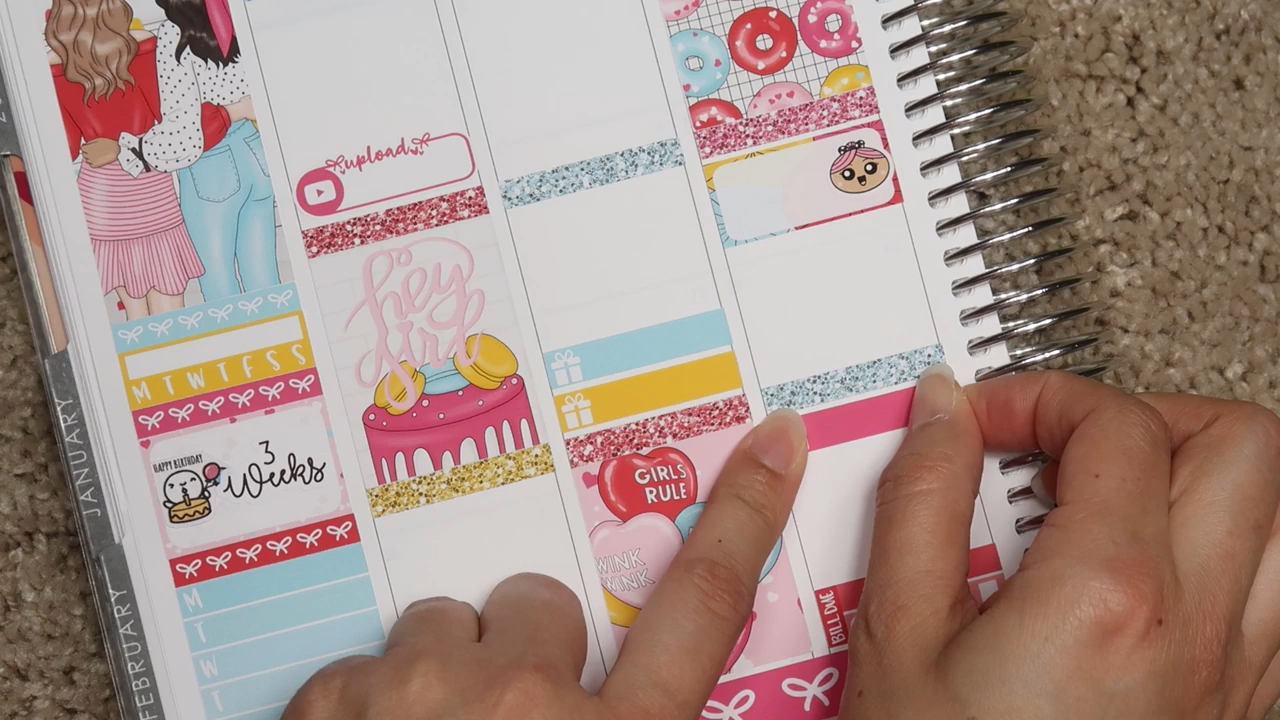 upload
hey
girl
M T W T F S S
HAPPY BIRTHDAY
3
Weeks
GIRLS
RULE
WINK
WINK
BILL DUE
M
T
W
T
JANUARY
FEBRUARY